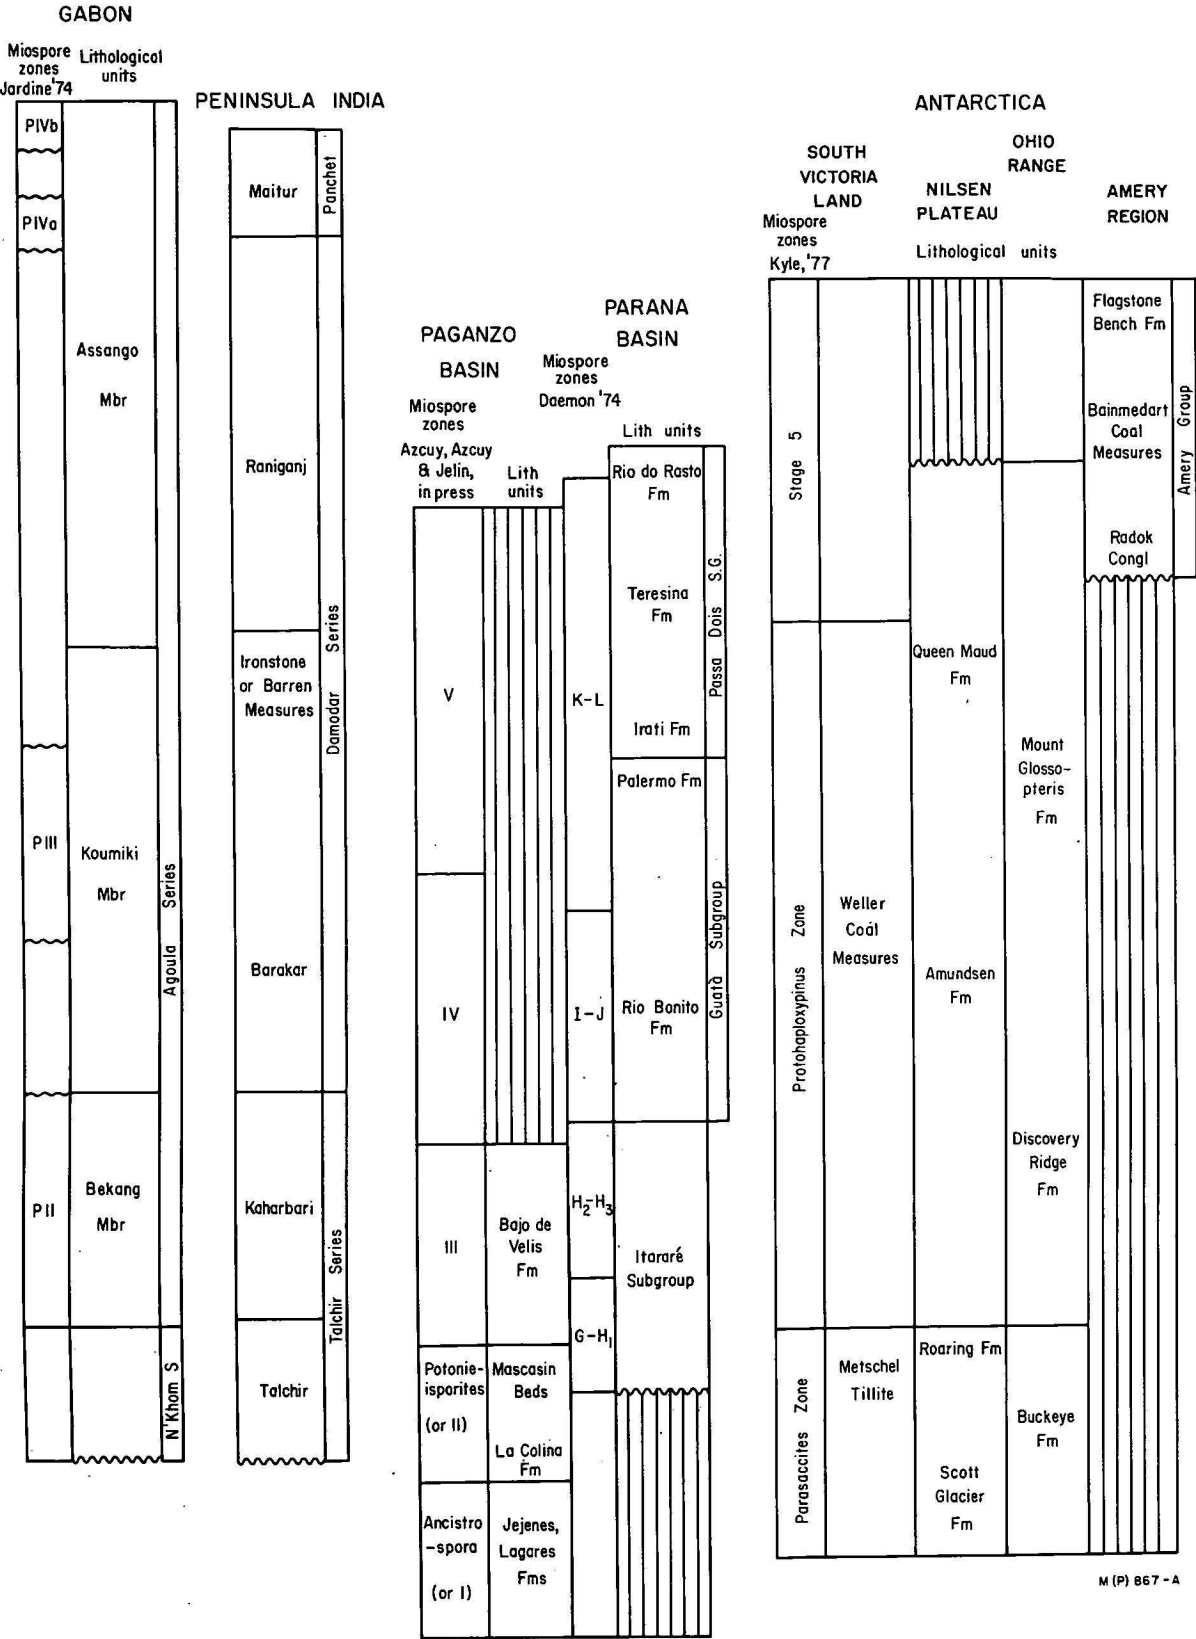 GABON
Miospore
zones
Jardine '74
Lithological
units
PIVb
PIVa
PIII
PII
Assango
Mbr
Koumiki
Mbr
Bekang
Mbr
Agoula Series
N'Khom S
PENINSULA INDIA
Maitur
Raniganj
Ironstone
or Barren
Measures
Barakar
Kaharbari
Talchir
Panchet
Damodar Series
Talchir Series
PAGANZO
BASIN
Miospore
zones
Azcuy, Azcuy
& Jelin,
in press
Lith
units
V
IV
III
Potonie-
isporites
(or II)
Ancistro
-spora
(or I)
Bajo de
Velis
Fm
Mascasin
Beds
La Colina
Fm
Jejenes,
Lagares
Fms
PARANA
BASIN
Miospore
zones
Daemon '74
Lith units
K-L
I-J
H2-H3
G-H1
Rio do Rasto
Fm
Teresina
Fm
Irati Fm
Palermo Fm
Rio Bonito
Fm
Itararé
Subgroup
Passa Dois S.G.
Guatà Subgroup
ANTARCTICA
SOUTH
VICTORIA
LAND
NILSEN
PLATEAU
OHIO
RANGE
AMERY
REGION
Miospore
zones
Kyle, '77
Lithological units
Stage 5
Protohaploxypinus Zone
Parasaccites Zone
Weller
Coál
Measures
Metschel
Tillite
Queen Maud
Fm
Amundsen
Fm
Roaring Fm
Scott
Glacier
Fm
Mount
Glosso-
pteris
Fm
Discovery
Ridge
Fm
Buckeye
Fm
Flagstone
Bench Fm
Bainmedart
Coal
Measures
Radok
Congl
Amery Group
M (P) 867 - A